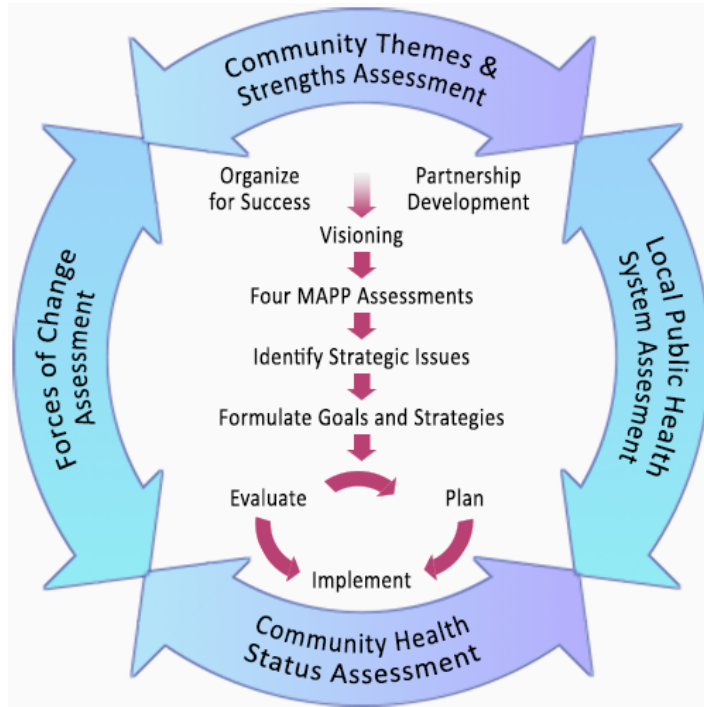 Community Themes &
Strengths Assessment
Organize
for Success
Partnership
Development
Visioning
Four MAPP Assessments
Identify Strategic Issues
Formulate Goals and Strategies
Evaluate
Plan
Implement
Forces of Change
Assessment
Local Public Health
System Assesment
Community Health
Status Assessment